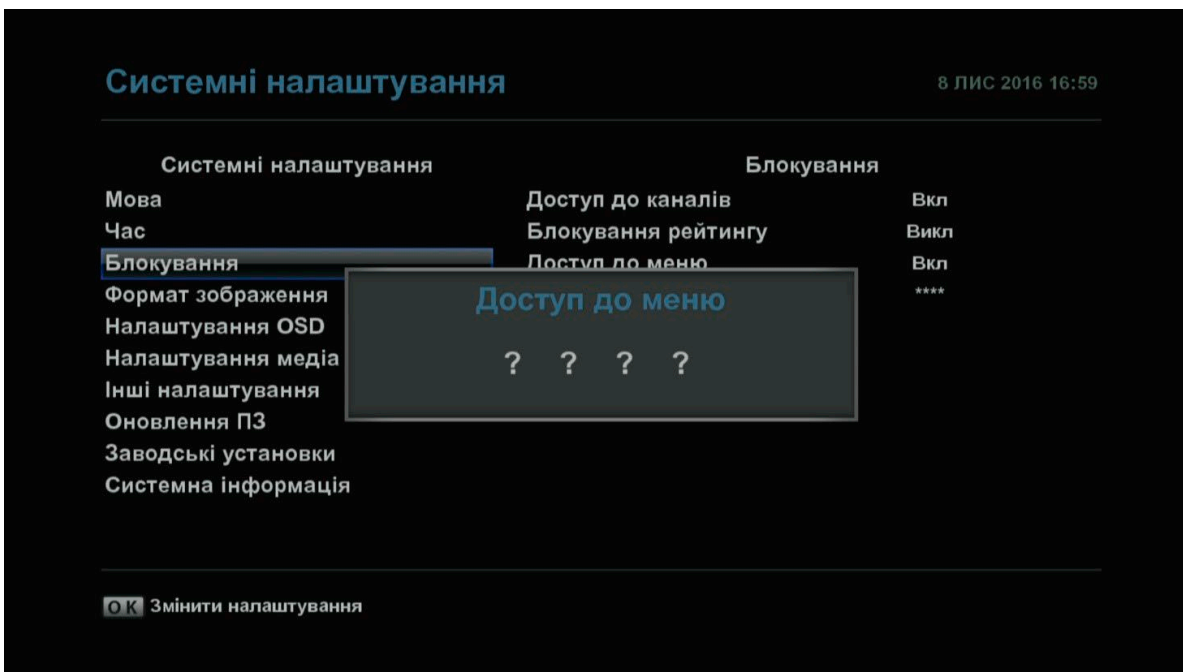 Системні налаштування
8 ЛИС 2016 16:59
Системні налаштування
Блокування
Мова
Доступ до каналів Вкл
Час
Блокування рейтингу Викл
Блокування
Доступ до меню Вкл
Формат зображення
****
Доступ до меню
Налаштування OSD
Налаштування медіа
? ? ? ?
Інші налаштування
Оновлення ПЗ
Заводські установки
Системна інформація
OK Змінити налаштування